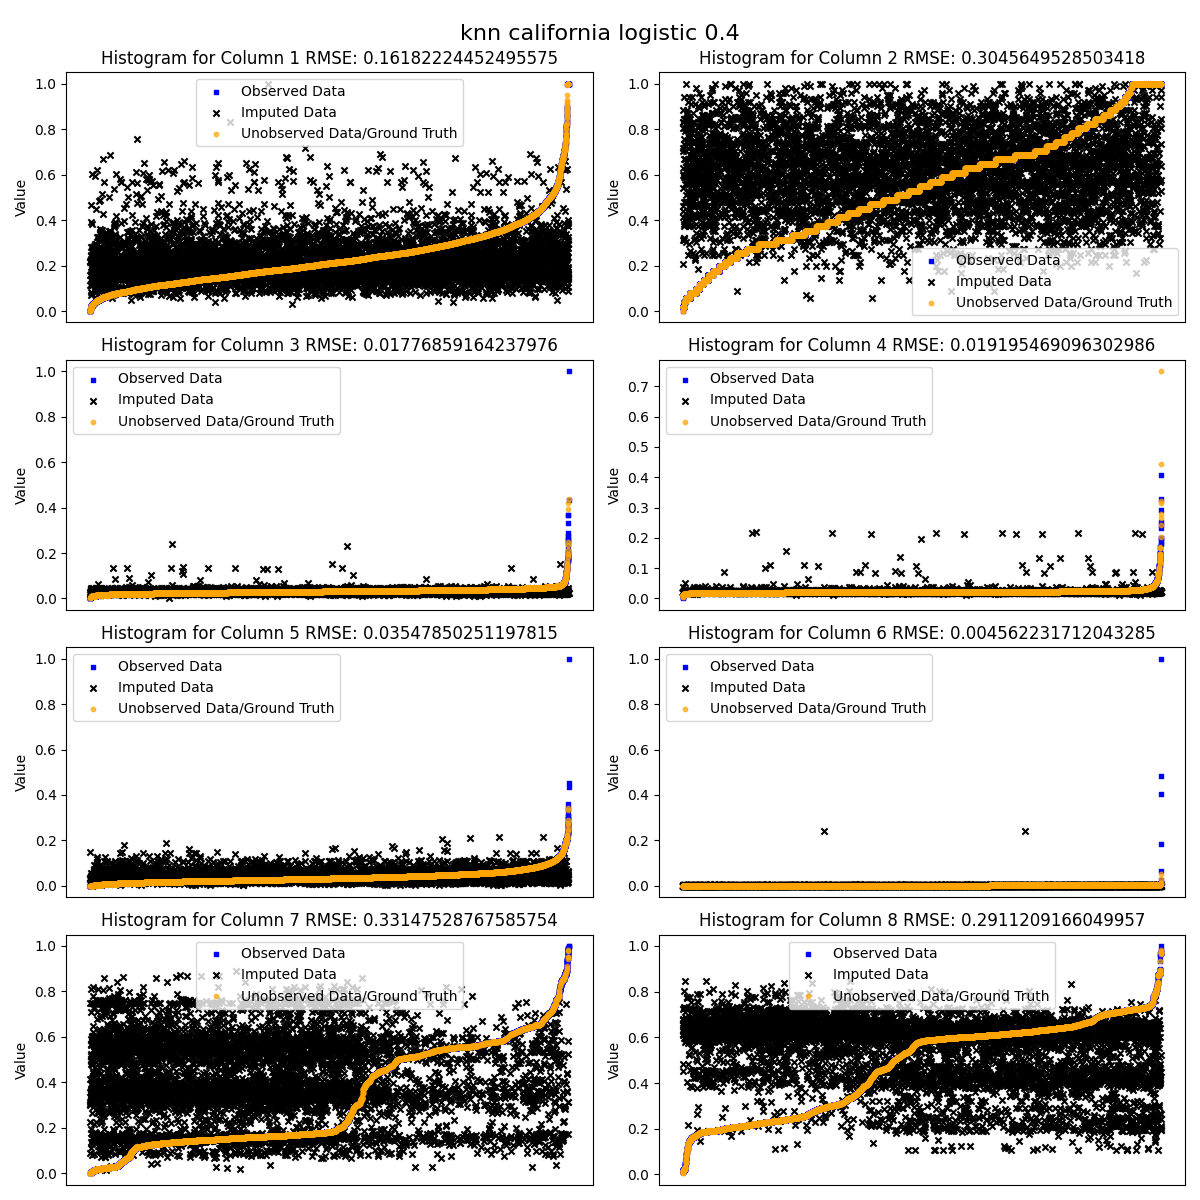 knn california logistic 0.4
Histogram for Column 1 RMSE: 0.16182224452495575
Value
1.0
0.8
0.6
0.4
0.2
0.0
Observed Data
Imputed Data
Unobserved Data/Ground Truth
Histogram for Column 2 RMSE: 0.3045649528503418
Value
1.0
0.8
0.6
0.4
0.2
0.0
Observed Data
Imputed Data
Unobserved Data/Ground Truth
Histogram for Column 3 RMSE: 0.01776859164237976
Value
1.0
0.8
0.6
0.4
0.2
0.0
Observed Data
Imputed Data
Unobserved Data/Ground Truth
Histogram for Column 4 RMSE: 0.019195469096302986
Value
0.7
0.6
0.5
0.4
0.3
0.2
0.1
0.0
Observed Data
Imputed Data
Unobserved Data/Ground Truth
Histogram for Column 5 RMSE: 0.03547850251197815
Value
1.0
0.8
0.6
0.4
0.2
0.0
Observed Data
Imputed Data
Unobserved Data/Ground Truth
Histogram for Column 6 RMSE: 0.004562231712043285
Value
1.0
0.8
0.6
0.4
0.2
0.0
Observed Data
Imputed Data
Unobserved Data/Ground Truth
Histogram for Column 7 RMSE: 0.33147528767585754
Value
1.0
0.8
0.6
0.4
0.2
0.0
Observed Data
Imputed Data
Unobserved Data/Ground Truth
Histogram for Column 8 RMSE: 0.2911209166049957
Value
1.0
0.8
0.6
0.4
0.2
0.0
Observed Data
Imputed Data
Unobserved Data/Ground Truth